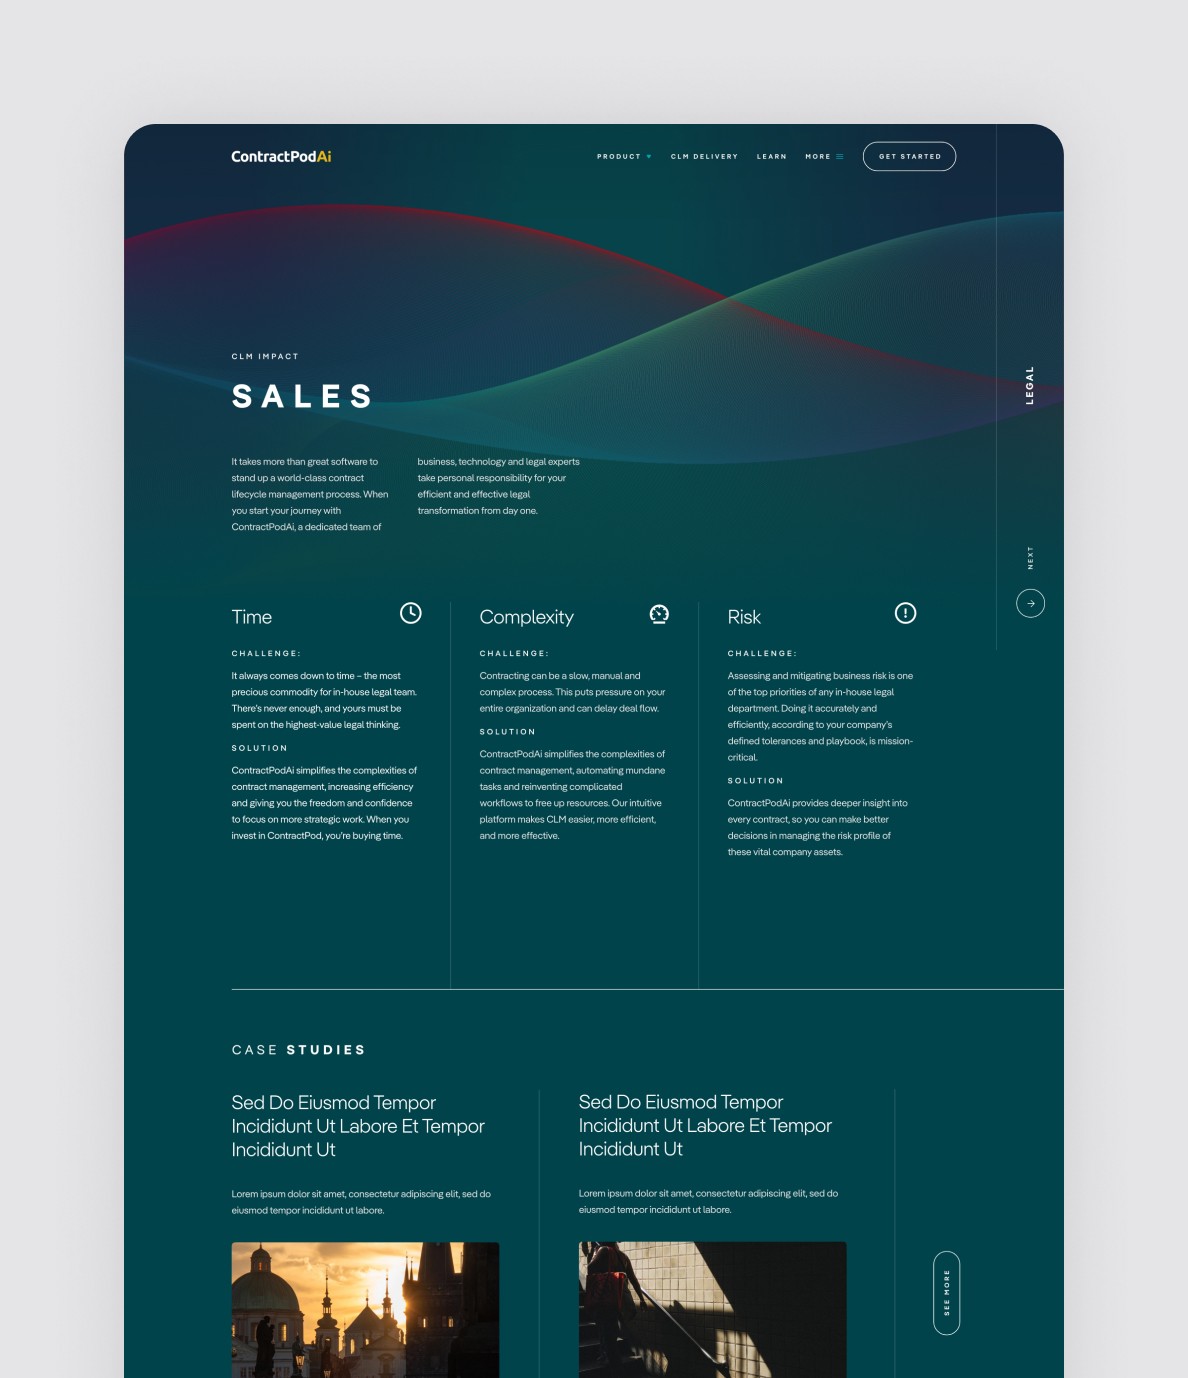 ContractPodAi
PRODUCT
CLM DELIVERY
LEARN
MORE
GET STARTED
CLM IMPACT
SALES
It takes more than great software to
stand up a world-class contract
lifecycle management process. When
you start your journey with
ContractPodAi, a dedicated team of
business, technology and legal experts
take personal responsibility for your
efficient and effective legal
transformation from day one.
LEGAL
NEXT
Time
CHALLENGE:
It always comes down to time – the most
precious commodity for in-house legal team.
There's never enough, and yours must be
spent on the highest-value legal thinking.
SOLUTION
ContractPodAi simplifies the complexities of
contract management, increasing efficiency
and giving you the freedom and confidence
to focus on more strategic work. When you
invest in ContractPod, you're buying time.
Complexity
CHALLENGE:
Contracting can be a slow, manual and
complex process. This puts pressure on your
entire organization and can delay deal flow.
SOLUTION
ContractPodAi simplifies the complexities of
contract management, automating mundane
tasks and reinventing complicated
workflows to free up resources. Our intuitive
platform makes CLM easier, more efficient,
and more effective.
Risk
CHALLENGE:
Assessing and mitigating business risk is one
of the top priorities of any in-house legal
department. Doing it accurately and
efficiently, according to your company's
defined tolerances and playbook, is mission-
critical.
SOLUTION
ContractPodAi provides deeper insight into
every contract, so you can make better
decisions in managing the risk profile of
these vital company assets.
CASE STUDIES
Sed Do Eiusmod Tempor
Incididunt Ut Labore Et Tempor
Incididunt Ut
Lorem ipsum dolor sit amet, consectetur adipiscing elit, sed do
eiusmod tempor incididunt ut labore.
Sed Do Eiusmod Tempor
Incididunt Ut Labore Et Tempor
Incididunt Ut
Lorem ipsum dolor sit amet, consectetur adipiscing elit, sed do
eiusmod tempor incididunt ut labore.
SEE MORE